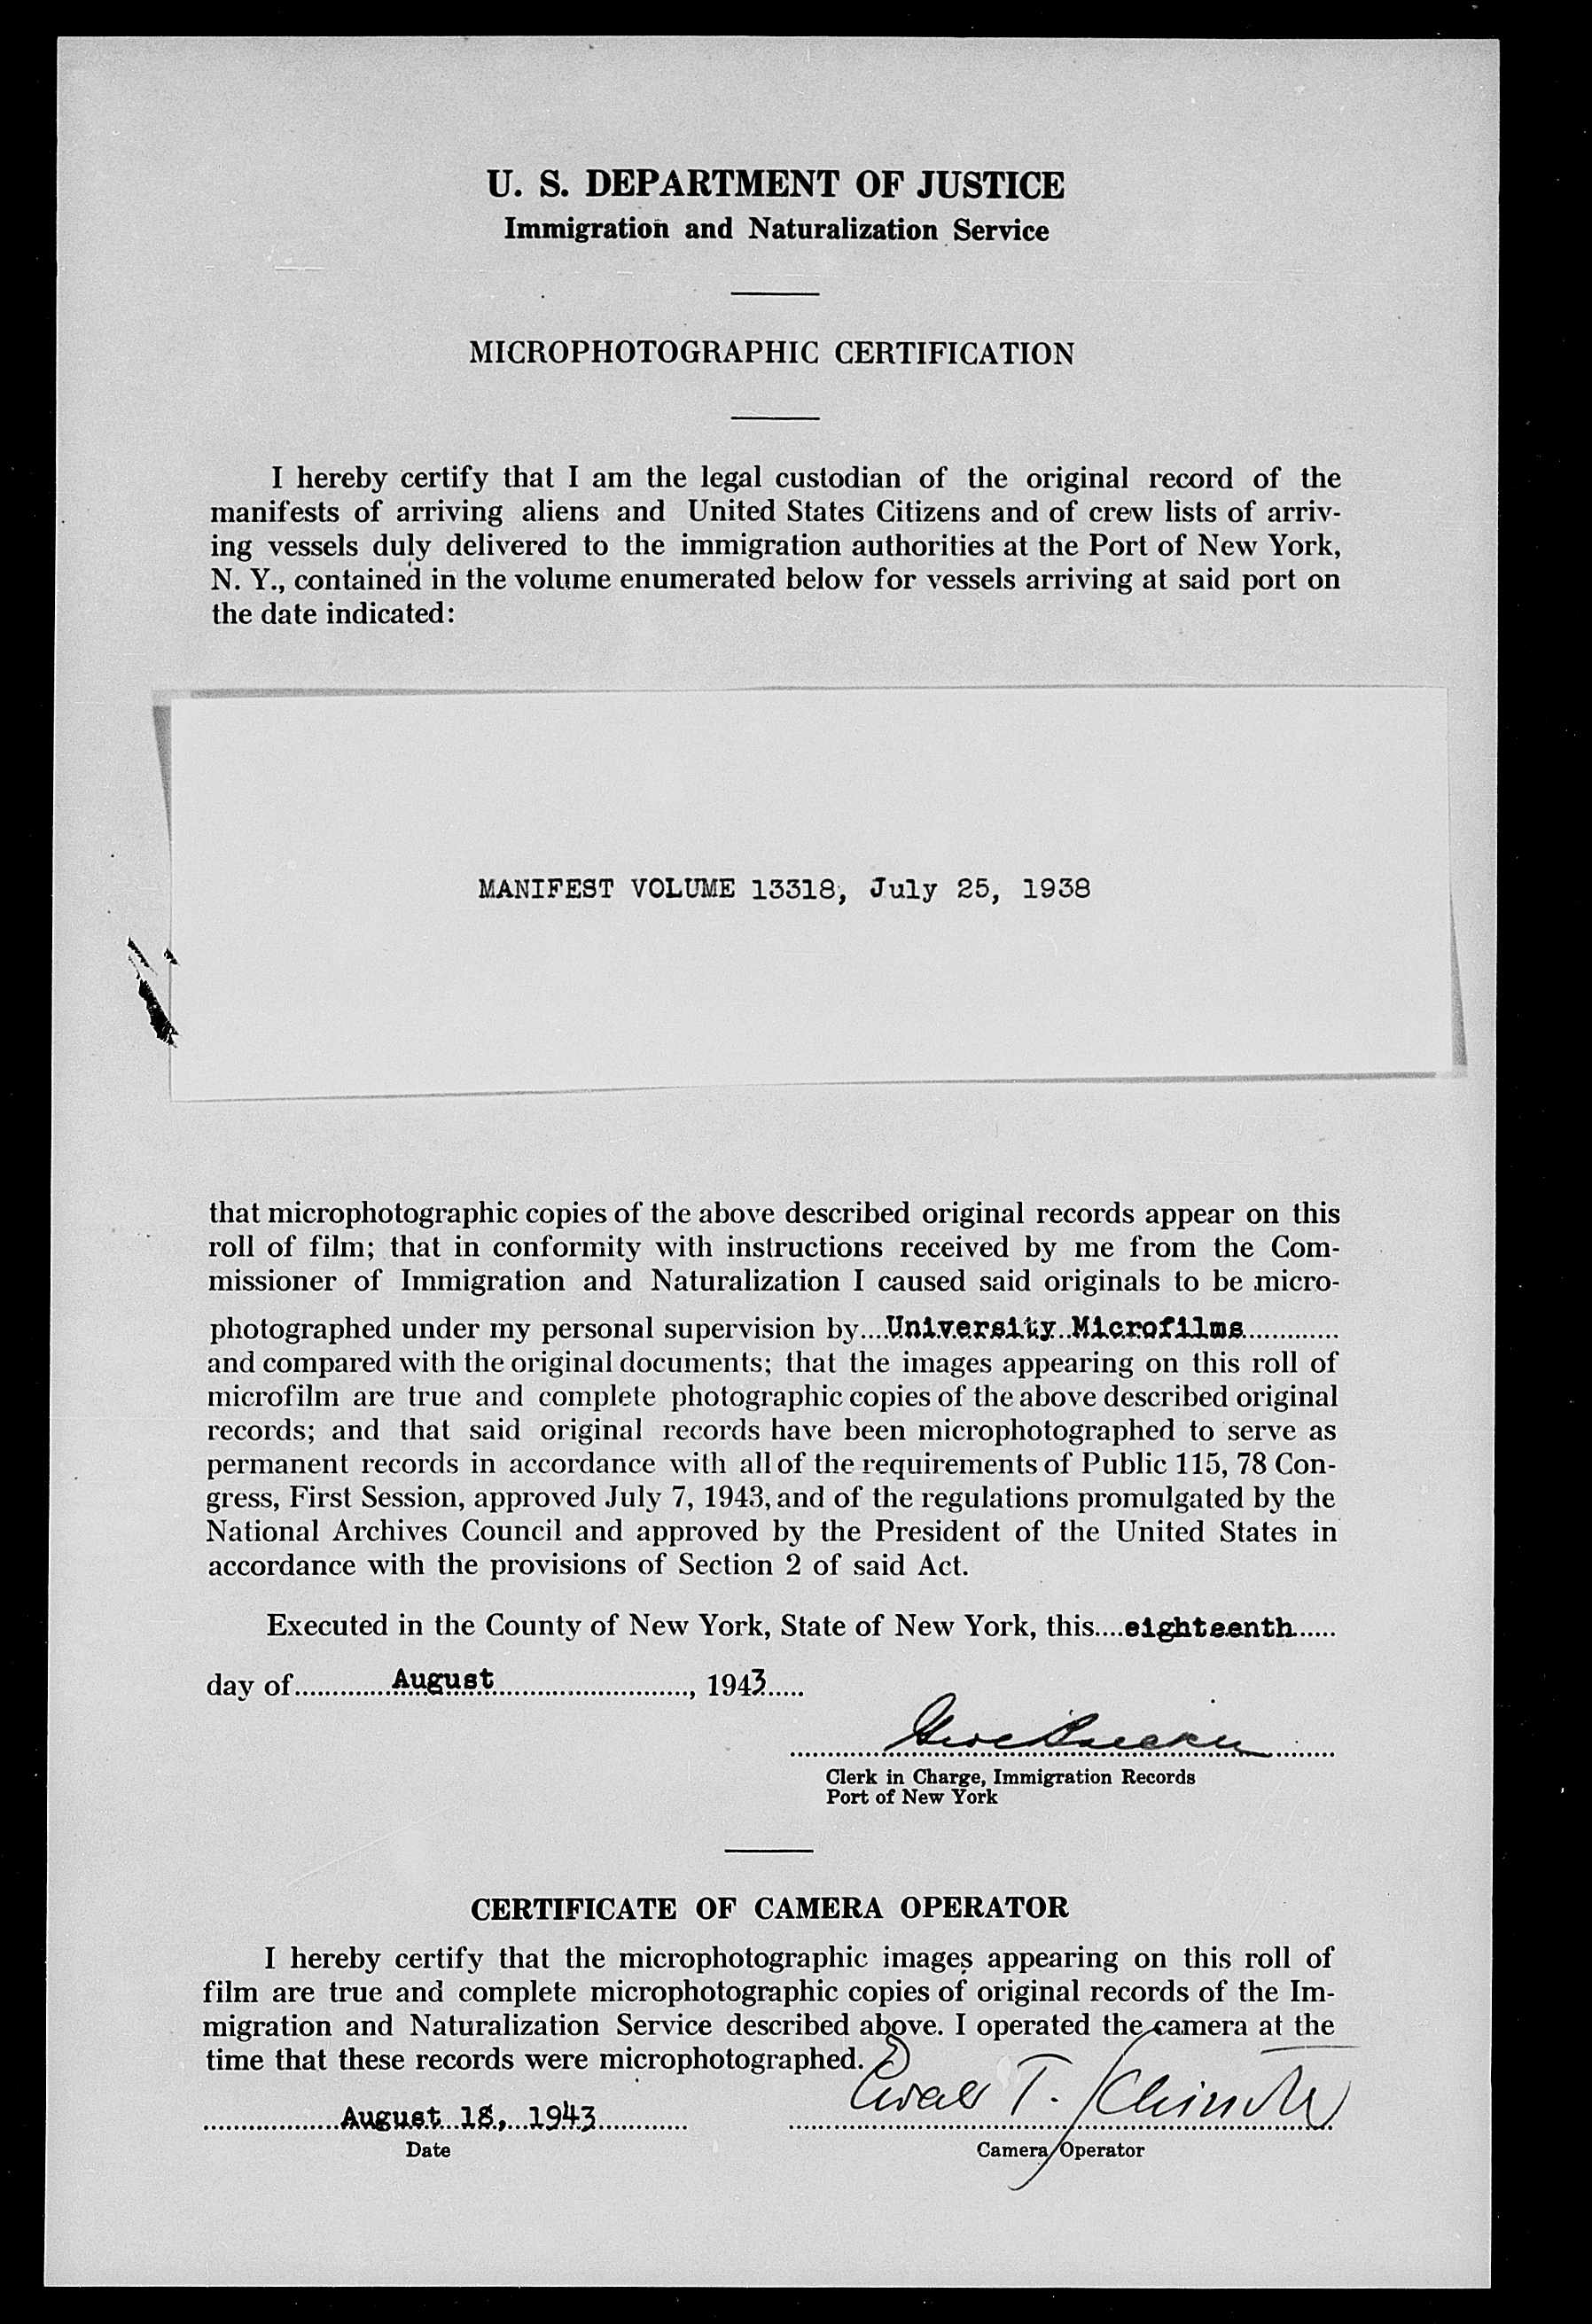 U. S. DEPARTMENT OF JUSTICE
Immigration and Naturalization Service
MICROPHOTOGRAPHIC CERTIFICATION
I hereby certify that I am the legal custodian of the original record of the
manifests of arriving aliens and United States Citizens and of crew lists of arriv-
ing vessels duly delivered to the immigration authorities at the Port of New York,
N. Y., contained in the volume enumerated below for vessels arriving at said port on
the date indicated:
MANIFEST VOLUME 13318, July 25, 1938
that microphotographic copies of the above described original records appear on this
roll of film; that in conformity with instructions received by me from the Com-
missioner of Immigration and Naturalization I caused said originals to be micro-
photographed under my personal supervision by...University Microfilms.............
and compared with the original documents; that the images appearing on this roll of
microfilm are true and complete photographic copies of the above described original
records; and that said original records have been microphotographed to serve as
permanent records in accordance with all of the requirements of Public 115, 78 Con-
gress, First Session, approved July 7, 1943, and of the regulations promulgated by the
National Archives Council and approved by the President of the United States in
accordance with the provisions of Section 2 of said Act.
Executed in the County of New York, State of New York, this....eighteenth......
day of.............August..........................., 1943.....
Clerk in Charge, Immigration Records
Port of New York
CERTIFICATE OF CAMERA OPERATOR
I hereby certify that the microphotographic images appearing on this roll of
film are true and complete microphotographic copies of original records of the Im-
migration and Naturalization Service described above. I operated the camera at the
time that these records were microphotographed.
T.
August 18, 1943
Date
Camera Operator